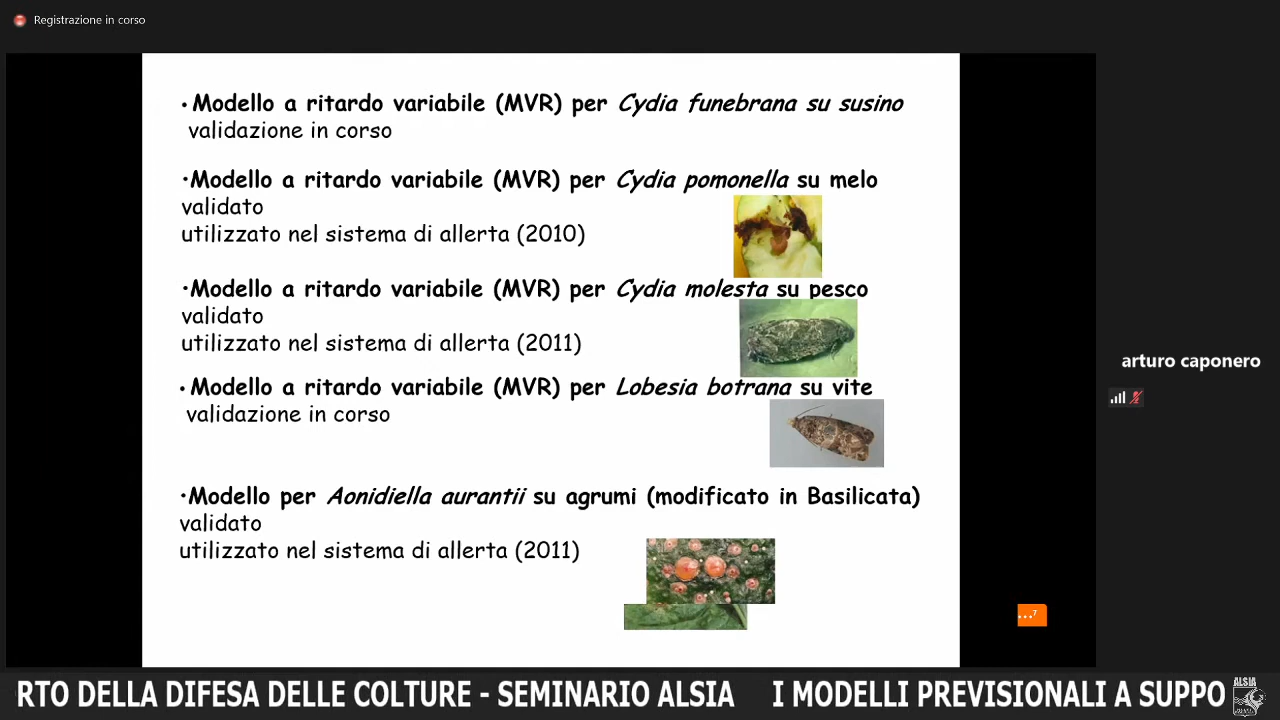 Registrazione in corso
• Modello a ritardo variabile (MVR) per Cydia funebrana su susino
validazione in corso
•Modello a ritardo variabile (MVR) per Cydia pomonella su melo
validato
utilizzato nel sistema di allerta (2010)
•Modello a ritardo variabile (MVR) per Cydia molesta su pesco
validato
utilizzato nel sistema di allerta (2011)
• Modello a ritardo variabile (MVR) per Lobesia botrana su vite
validazione in corso
•Modello per Aonidiella aurantii su agrumi (modificato in Basilicata)
validato
utilizzato nel sistema di allerta (2011)
arturo caponero
...7
RTO DELLA DIFESA DELLE COLTURE - SEMINARIO ALSIA I MODELLI PREVISIONALI A SUPPO
ALSIA